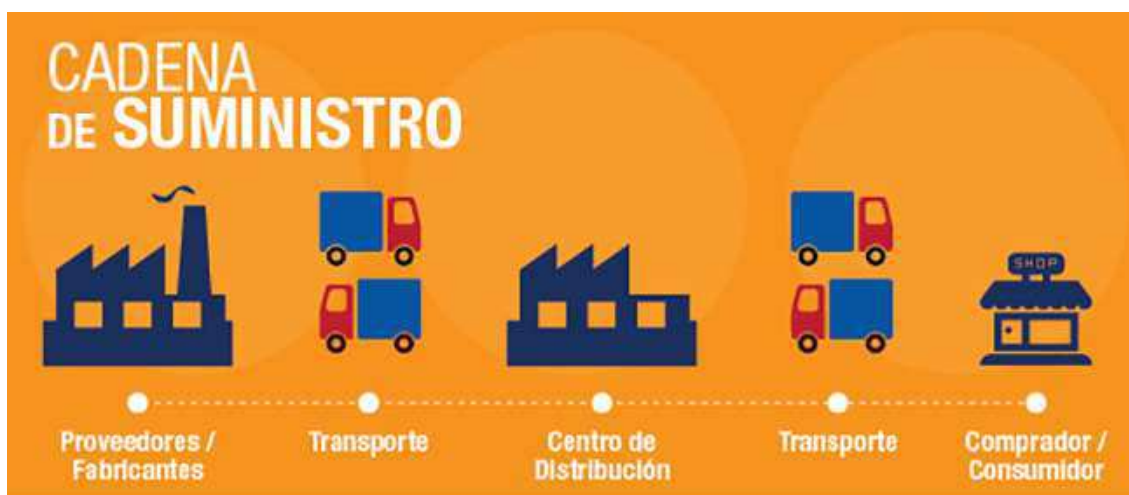 CADENA
DE SUMINISTRO
SHOP
Proveedores /
Fabricantes
Transporte
Centro de
Distribución
Transporte
Comprador /
Consumidor